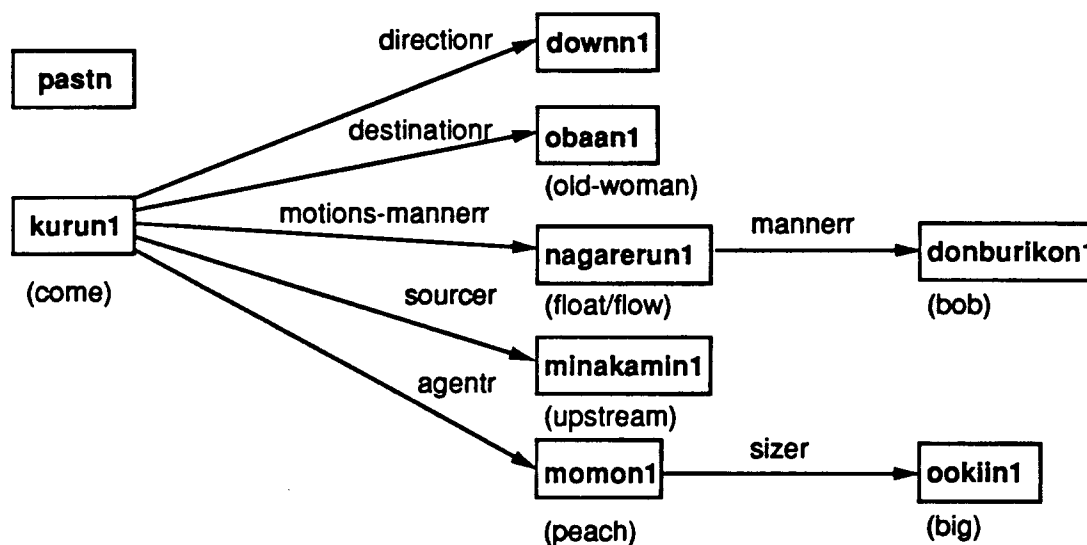 directionr
downn1
pastn
destinationr
obaan1
(old-woman)
kurun1
motions-mannerr
mannerr
nagarerun1
donburikon1
(come)
sourcer
(float/flow)
(bob)
minakamin1
agentr
(upstream)
sizer
momon1
ookiin1
(peach)
(big)